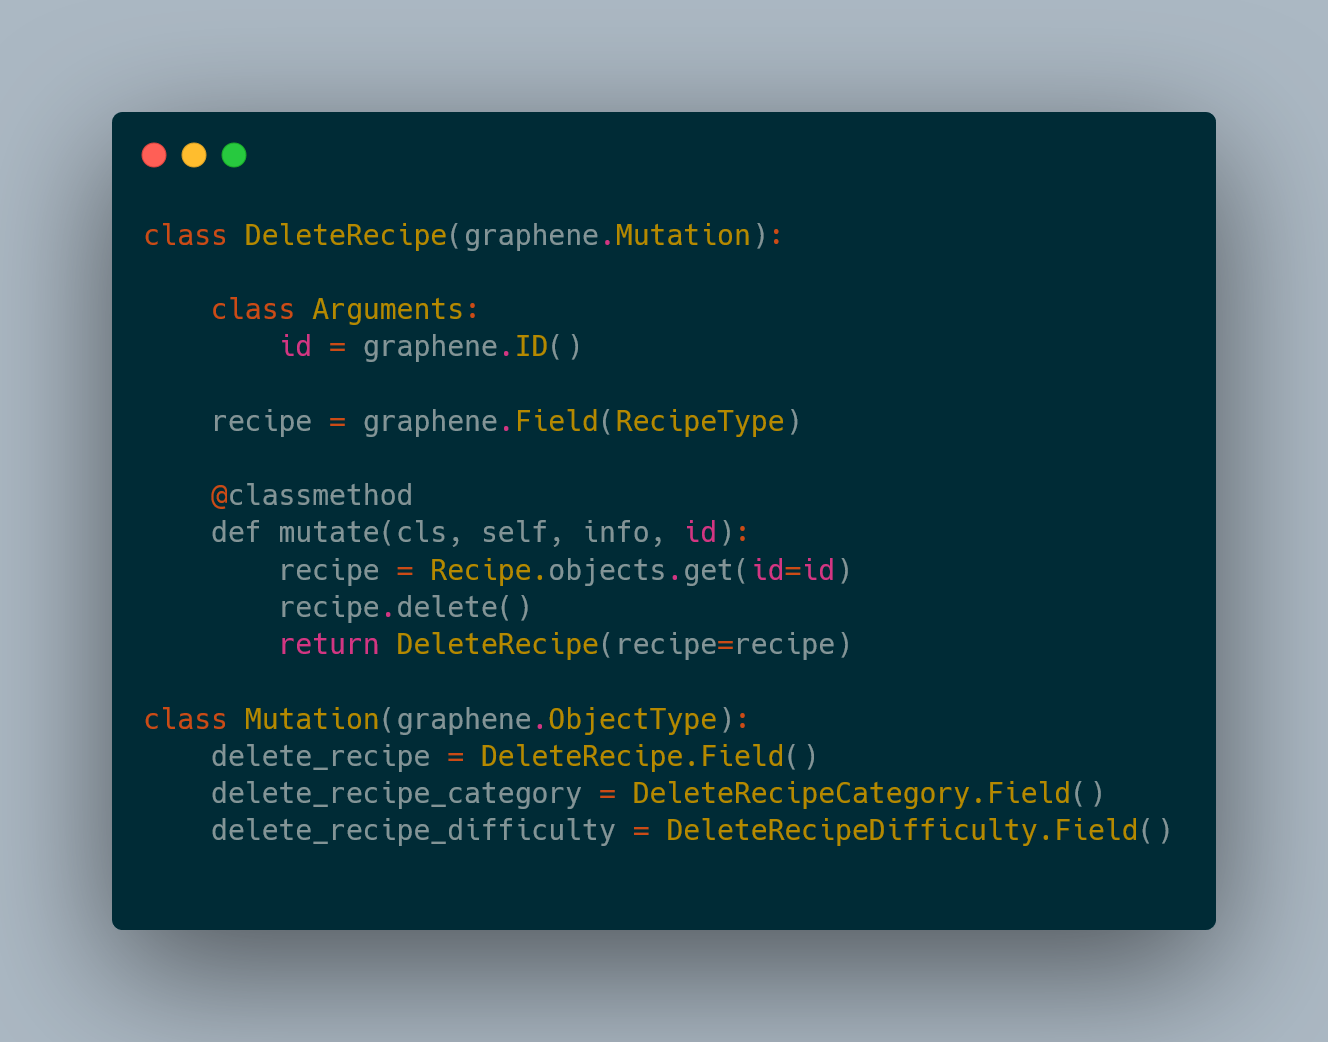 class DeleteRecipe(graphene.Mutation):
class Arguments:
id = graphene.ID()
recipe = graphene.Field(RecipeType)
@classmethod
def mutate(cls, self, info, id):
recipe = Recipe.objects.get(id=id)
recipe.delete()
return DeleteRecipe(recipe=recipe)
class Mutation(graphene.ObjectType):
delete_recipe = DeleteRecipe.Field()
delete_recipe_category = DeleteRecipeCategory.Field()
delete_recipe_difficulty = DeleteRecipeDifficulty.Field()